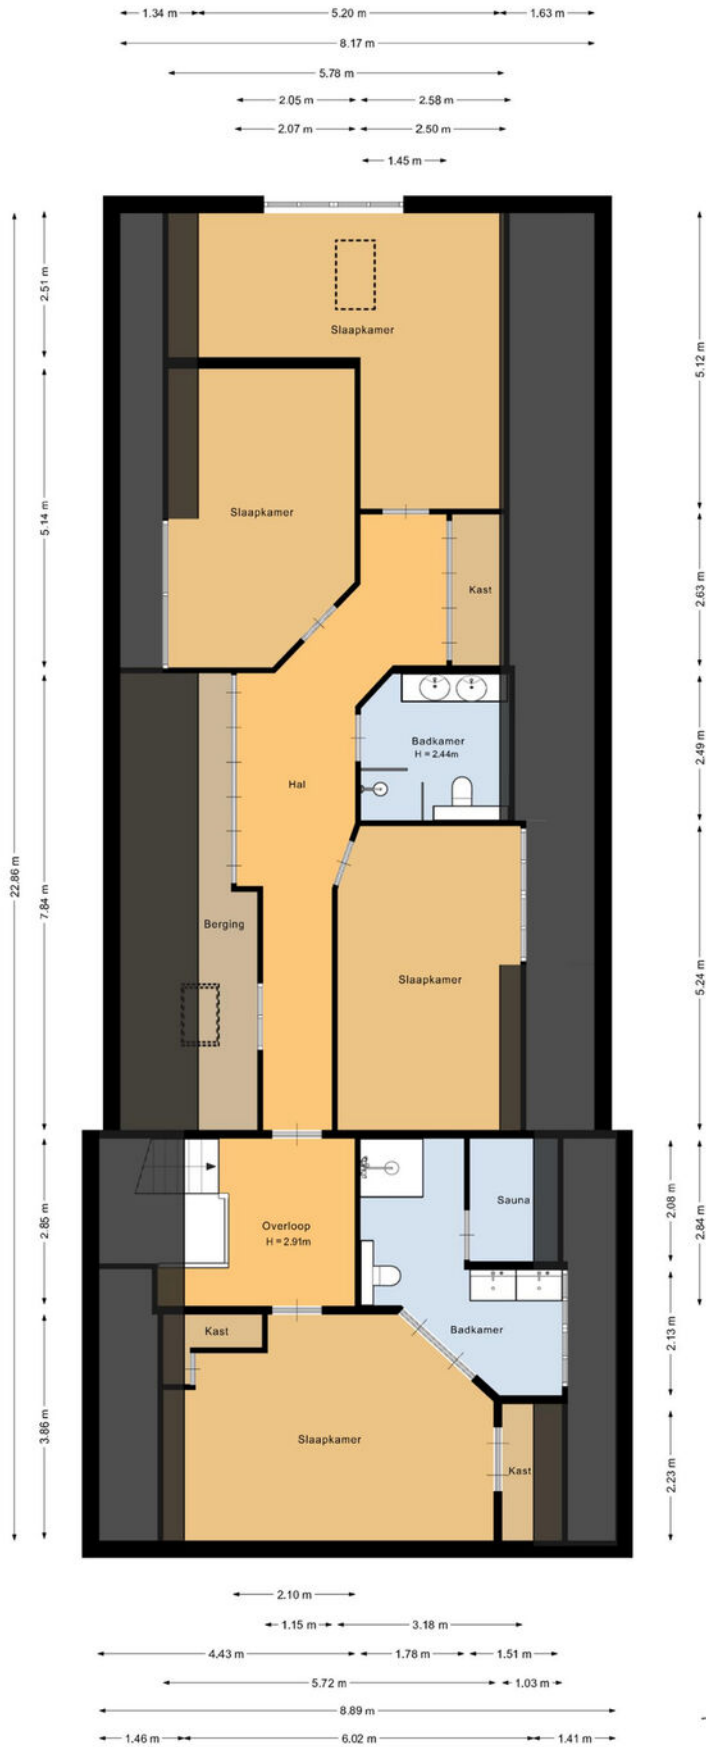 1.34 m
5.20 m
1.63 m
8.17 m
5.78 m
2.05 m
2.58 m
2.07 m
2.50 m
1.45 m
2.51 m
Slaapkamer
5.12 m
5.14 m
Slaapkamer
Kast
2.63 m
Badkamer
H = 2.44m
2.49 m
Hal
22.86 m
7.84 m
Berging
Slaapkamer
5.24 m
Sauna
2.08 m
2.85 m
Overloop
H = 2.91m
2.84 m
Kast
Badkamer
2.13 m
3.86 m
Slaapkamer
Kast
2.23 m
2.10 m
1.15 m
3.18 m
4.43 m
1.78 m
1.51 m
5.72 m
1.03 m
8.89 m
1.46 m
6.02 m
1.41 m